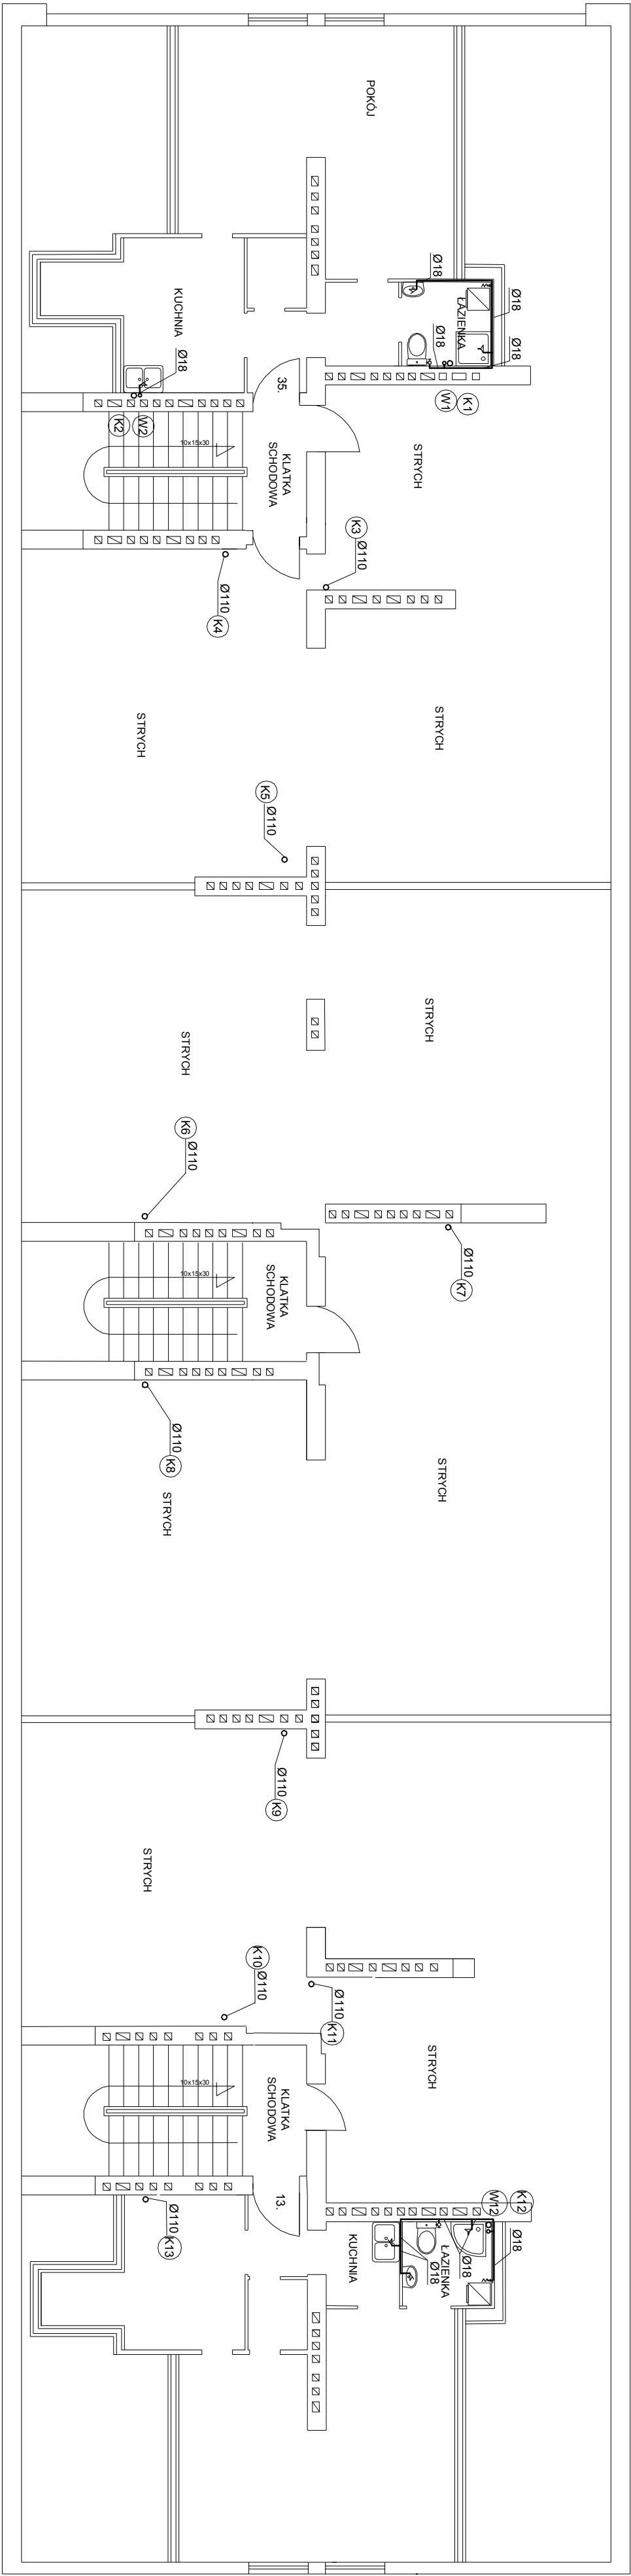 POKÓJ
Ø18
Ø18
ŁAZIENKA
Ø18
Ø18
KUCHNIA
Ø18
35.
K1
W1
W2
K2
STRYCH
KLATKA
SCHODOWA
10x15x30
K3 Ø110
Ø110 K4
STRYCH
STRYCH
K5 Ø110
STRYCH
STRYCH
K6 Ø110
Ø110 K7
KLATKA
SCHODOWA
10x15x30
Ø110 K8
STRYCH
STRYCH
Ø110 K9
STRYCH
K10 Ø110
Ø110 K11
STRYCH
KLATKA
SCHODOWA
10x15x30
13.
K12
W12
Ø110 K13
Ø18
Ø18
ŁAZIENKA
Ø18
KUCHNIA